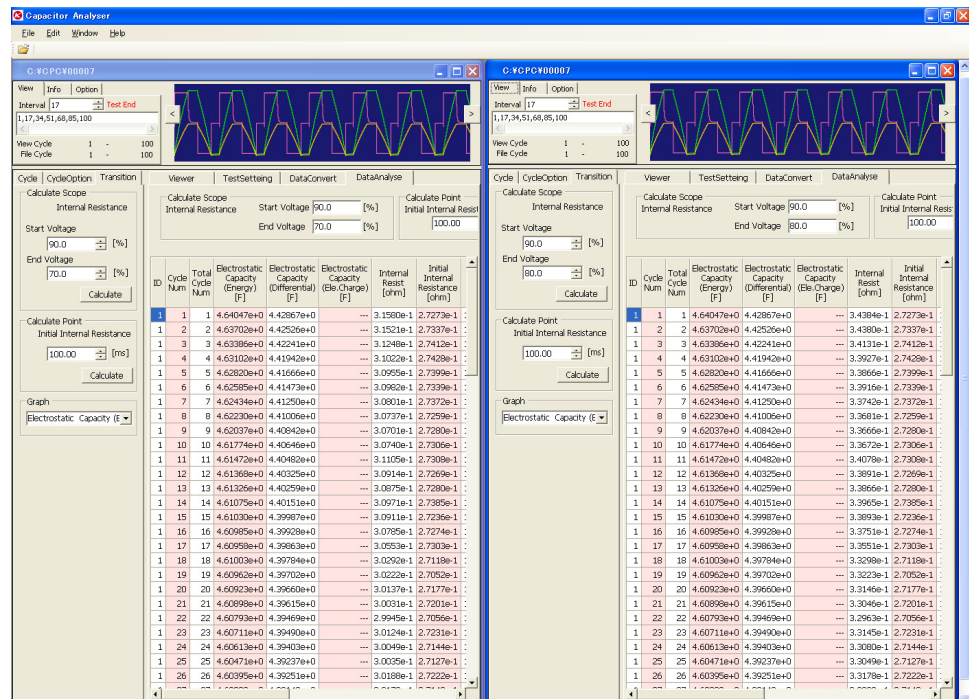 Capacitor Analyser
File Edit Window Help
C:¥CPC¥00007
View Info Option
Interval 17 Test End
1,17,34,51,68,85,100
View Cycle 1 - 100
File Cycle 1 - 100
< >
Cycle CycleOption Transition
Calculate Scope
Internal Resistance
Start Voltage
90.0 [%]
End Voltage
70.0 [%]
Calculate
Calculate Point
Initial Internal Resistance
100.00 [ms]
Calculate
Graph
Electrostatic Capacity (E
Viewer TestSetteing DataConvert DataAnalyse
Calculate Scope
Internal Resistance Start Voltage 90.0 [%]
End Voltage 70.0 [%]
Calculate Point
Initial Internal Resist
100.00
ID Cycle Num Total Cycle Num Electrostatic Capacity (Energy) [F] Electrostatic Capacity (Differential) [F] Electrostatic Capacity (Ele.Charge) [F] Internal Resist [ohm] Initial Internal Resistance [ohm]
1 1 1 4.64047e+0 4.42867e+0 --- 3.1580e-1 2.7273e-1
1 2 2 4.63702e+0 4.42526e+0 --- 3.1521e-1 2.7337e-1
1 3 3 4.63386e+0 4.42241e+0 --- 3.1248e-1 2.7412e-1
1 4 4 4.63102e+0 4.41942e+0 --- 3.1022e-1 2.7428e-1
1 5 5 4.62820e+0 4.41666e+0 --- 3.0955e-1 2.7399e-1
1 6 6 4.62585e+0 4.41473e+0 --- 3.0982e-1 2.7339e-1
1 7 7 4.62434e+0 4.41250e+0 --- 3.0801e-1 2.7372e-1
1 8 8 4.62230e+0 4.41006e+0 --- 3.0737e-1 2.7259e-1
1 9 9 4.62037e+0 4.40842e+0 --- 3.0701e-1 2.7280e-1
1 10 10 4.61774e+0 4.40646e+0 --- 3.0740e-1 2.7306e-1
1 11 11 4.61472e+0 4.40482e+0 --- 3.1105e-1 2.7308e-1
1 12 12 4.61368e+0 4.40325e+0 --- 3.0914e-1 2.7269e-1
1 13 13 4.61326e+0 4.40259e+0 --- 3.0875e-1 2.7280e-1
1 14 14 4.61075e+0 4.40151e+0 --- 3.0971e-1 2.7385e-1
1 15 15 4.61030e+0 4.39987e+0 --- 3.0911e-1 2.7236e-1
1 16 16 4.60985e+0 4.39928e+0 --- 3.0785e-1 2.7274e-1
1 17 17 4.60958e+0 4.39863e+0 --- 3.0553e-1 2.7303e-1
1 18 18 4.61003e+0 4.39784e+0 --- 3.0292e-1 2.7118e-1
1 19 19 4.60962e+0 4.39702e+0 --- 3.0222e-1 2.7052e-1
1 20 20 4.60923e+0 4.39660e+0 --- 3.0137e-1 2.7177e-1
1 21 21 4.60898e+0 4.39615e+0 --- 3.0031e-1 2.7201e-1
1 22 22 4.60793e+0 4.39469e+0 --- 2.9945e-1 2.7056e-1
1 23 23 4.60711e+0 4.39490e+0 --- 3.0124e-1 2.7231e-1
1 24 24 4.60613e+0 4.39403e+0 --- 3.0049e-1 2.7144e-1
1 25 25 4.60471e+0 4.39237e+0 --- 3.0035e-1 2.7127e-1
1 26 26 4.60395e+0 4.39251e+0 --- 3.0188e-1 2.7222e-1
C:¥CPC¥00007
View Info Option
Interval 17 Test End
1,17,34,51,68,85,100
View Cycle 1 - 100
File Cycle 1 - 100
< >
Cycle CycleOption Transition
Calculate Scope
Internal Resistance
Start Voltage
90.0 [%]
End Voltage
80.0 [%]
Calculate
Calculate Point
Initial Internal Resistance
100.00 [ms]
Calculate
Graph
Electrostatic Capacity (E
Viewer TestSetteing DataConvert DataAnalyse
Calculate Scope
Internal Resistance Start Voltage 90.0 [%]
End Voltage 80.0 [%]
Calculate Point
Initial Internal Resis
100.00
ID Cycle Num Total Cycle Num Electrostatic Capacity (Energy) [F] Electrostatic Capacity (Differential) [F] Electrostatic Capacity (Ele.Charge) [F] Internal Resist [ohm] Initial Internal Resistance [ohm]
1 1 1 4.64047e+0 4.42867e+0 --- 3.4384e-1 2.7273e-1
1 2 2 4.63702e+0 4.42526e+0 --- 3.4380e-1 2.7337e-1
1 3 3 4.63386e+0 4.42241e+0 --- 3.4131e-1 2.7412e-1
1 4 4 4.63102e+0 4.41942e+0 --- 3.3927e-1 2.7428e-1
1 5 5 4.62820e+0 4.41666e+0 --- 3.3866e-1 2.7399e-1
1 6 6 4.62585e+0 4.41473e+0 --- 3.3916e-1 2.7339e-1
1 7 7 4.62434e+0 4.41250e+0 --- 3.3742e-1 2.7372e-1
1 8 8 4.62230e+0 4.41006e+0 --- 3.3681e-1 2.7259e-1
1 9 9 4.62037e+0 4.40842e+0 --- 3.3666e-1 2.7280e-1
1 10 10 4.61774e+0 4.40646e+0 --- 3.3672e-1 2.7306e-1
1 11 11 4.61472e+0 4.40482e+0 --- 3.4078e-1 2.7308e-1
1 12 12 4.61368e+0 4.40325e+0 --- 3.3891e-1 2.7269e-1
1 13 13 4.61326e+0 4.40259e+0 --- 3.3866e-1 2.7280e-1
1 14 14 4.61075e+0 4.40151e+0 --- 3.3965e-1 2.7385e-1
1 15 15 4.61030e+0 4.39987e+0 --- 3.3893e-1 2.7236e-1
1 16 16 4.60985e+0 4.39928e+0 --- 3.3751e-1 2.7274e-1
1 17 17 4.60958e+0 4.39863e+0 --- 3.3551e-1 2.7303e-1
1 18 18 4.61003e+0 4.39784e+0 --- 3.3298e-1 2.7118e-1
1 19 19 4.60962e+0 4.39702e+0 --- 3.3223e-1 2.7052e-1
1 20 20 4.60923e+0 4.39660e+0 --- 3.3146e-1 2.7177e-1
1 21 21 4.60898e+0 4.39615e+0 --- 3.3046e-1 2.7201e-1
1 22 22 4.60793e+0 4.39469e+0 --- 3.2963e-1 2.7056e-1
1 23 23 4.60711e+0 4.39490e+0 --- 3.3145e-1 2.7231e-1
1 24 24 4.60613e+0 4.39403e+0 --- 3.3080e-1 2.7144e-1
1 25 25 4.60471e+0 4.39237e+0 --- 3.3049e-1 2.7127e-1
1 26 26 4.60395e+0 4.39251e+0 --- 3.3178e-1 2.7222e-1